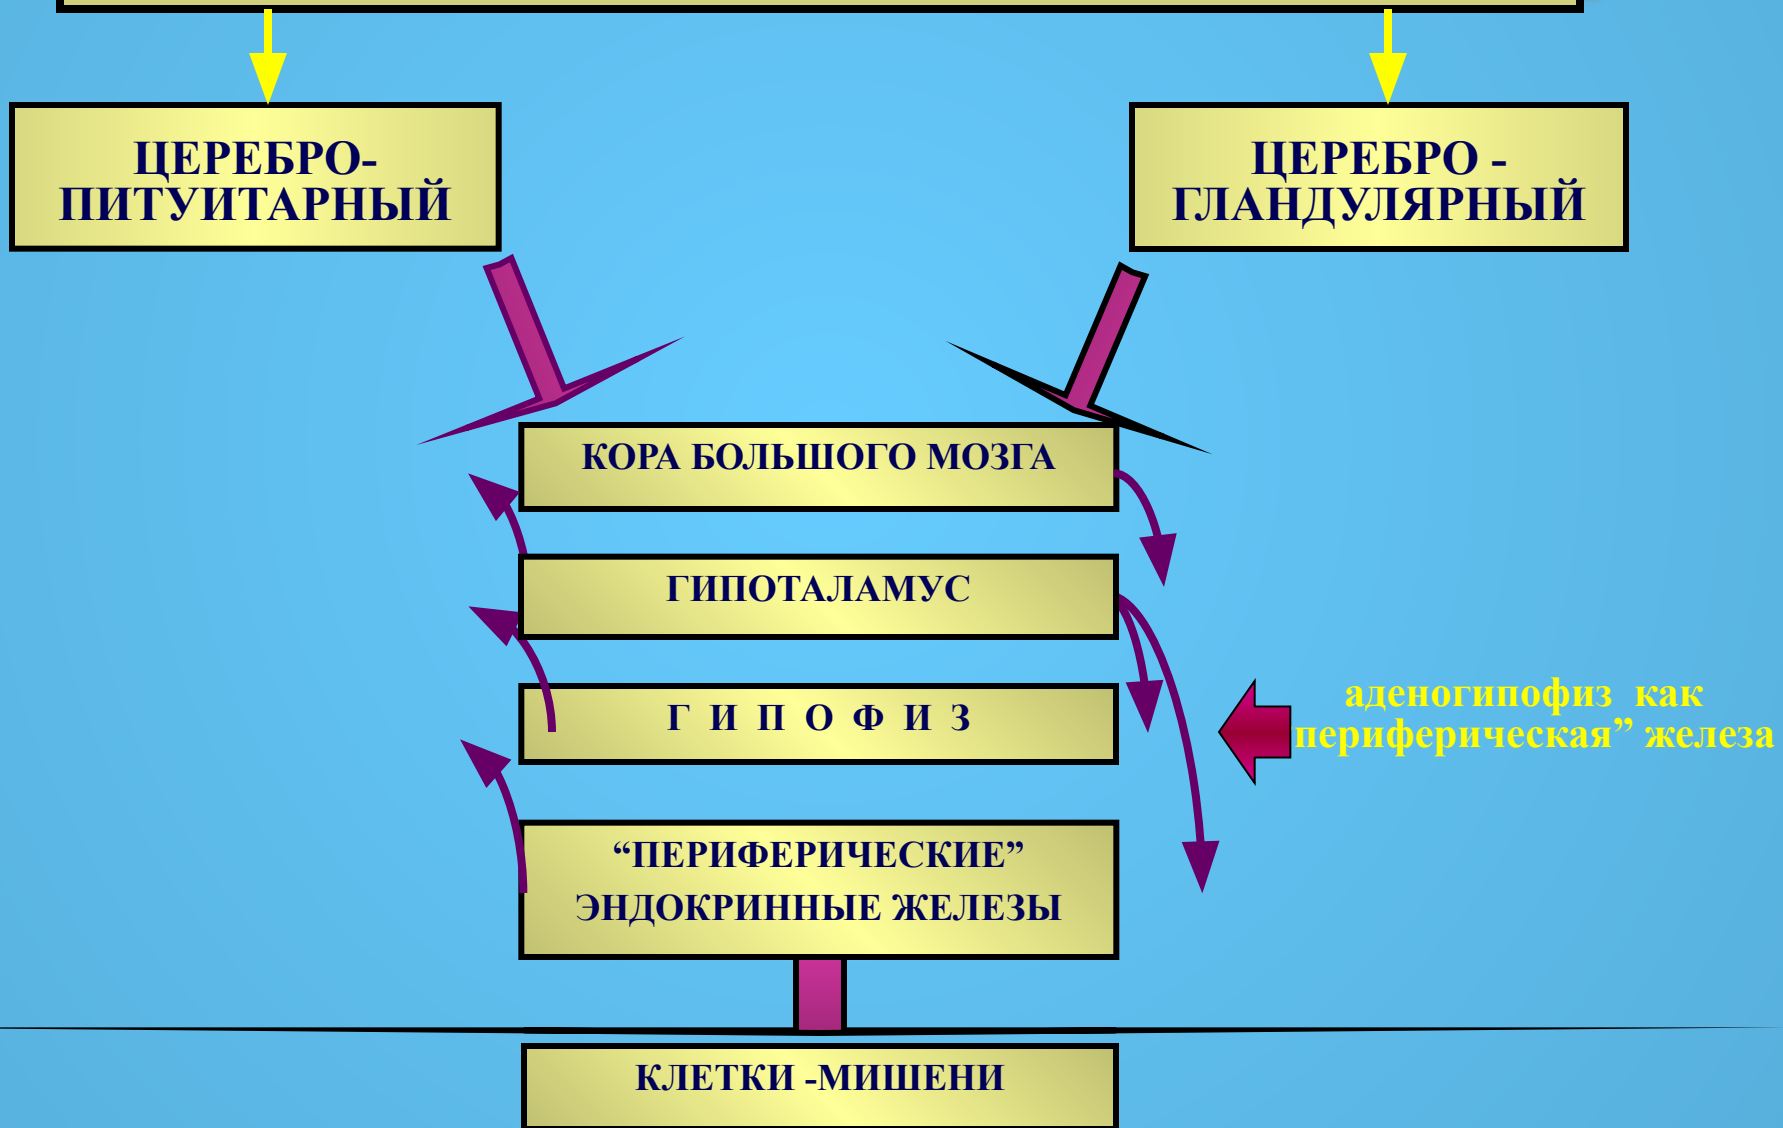 ЦЕРЕБРО-
ПИТУИТАРНЫЙ
ЦЕРЕБРО -
ГЛАНДУЛЯРНЫЙ
КОРА БОЛЬШОГО МОЗГА
ГИПОТАЛАМУС
Г И П О Ф И З
аденогипофиз как
периферическая” железа
“ПЕРИФЕРИЧЕСКИЕ”
ЭНДОКРИННЫЕ ЖЕЛЕЗЫ
КЛЕТКИ -МИШЕНИ